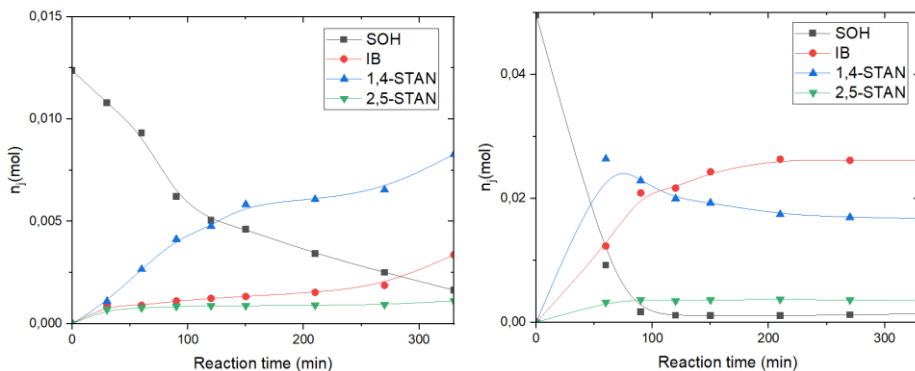 0,015
0,010
0,005
0,000
n_j(mol)
SOH
IB
1,4-STAN
2,5-STAN
0
100
200
300
Reaction time (min)
0,04
0,02
0,00
n_j(mol)
SOH
IB
1,4-STAN
2,5-STAN
0
100
200
300
Reaction time (min)